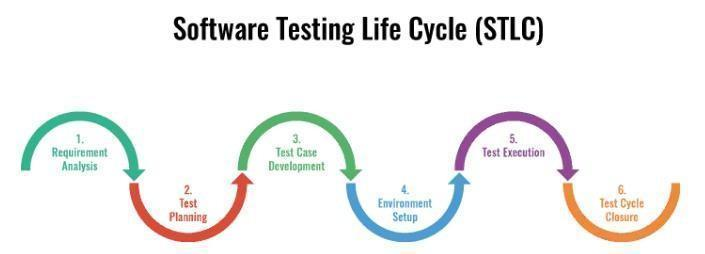 Software Testing Life Cycle (STLC)
1.
Requirement
Analysis
2.
Test
Planning
3.
Test Case
Development
4.
Environment
Setup
5.
Test Execution
6.
Test Cycle
Closure